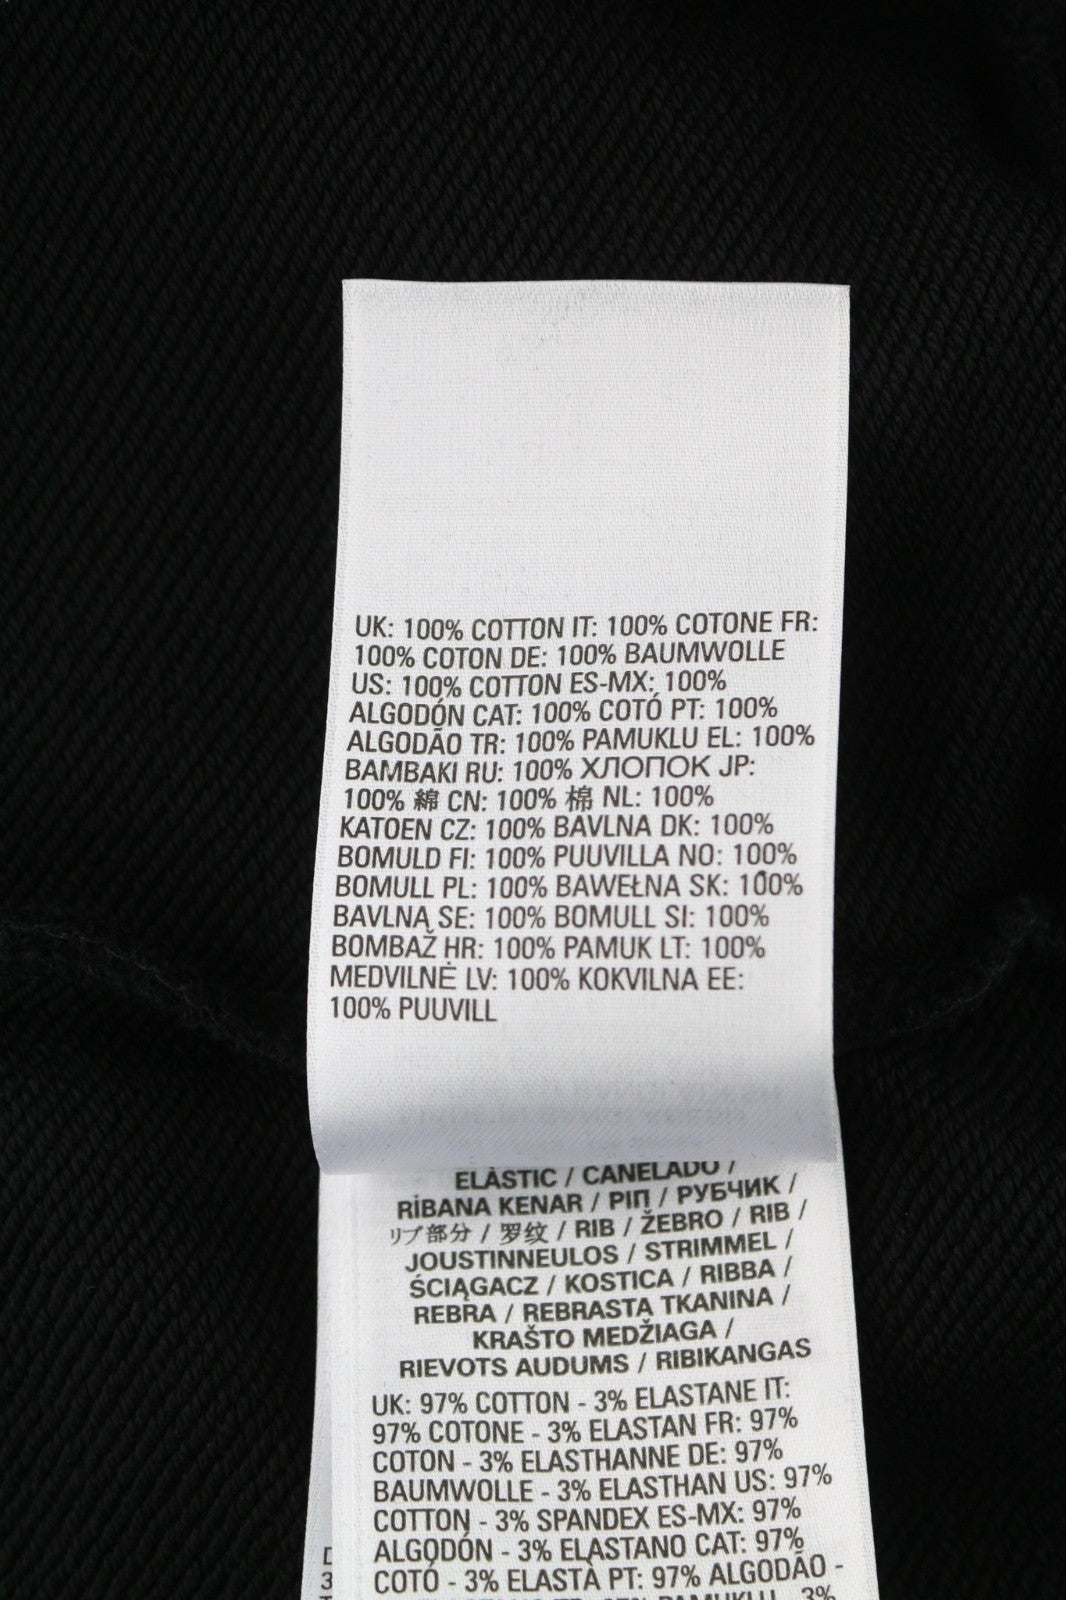 UK: 100% COTTON IT: 100% COTONE FR:
100% COTON DE: 100% BAUMWOLLE
US: 100% COTTON ES-MX: 100%
ALGODÓN CAT: 100% COTÓ PT: 100%
ALGODÃO TR: 100% PAMUKLU EL: 100%
BAMBAKI RU: 100% ХЛОПОК JP:
100% 綿 CN: 100% 棉 NL: 100%
KATOEN CZ: 100% BAVLNA DK: 100%
BOMULD FI: 100% PUUVILLA NO: 100%
BOMULL PL: 100% BAWEŁNA SK: 100%
BAVLNA SE: 100% BOMULL SI: 100%
BOMBAŽ HR: 100% PAMUK LT: 100%
MEDVILNĖ LV: 100% KOKVILNA EE:
100% PUUVILL
ELÀSTIC / CANELADO /
RİBANA KENAR / ΡΙΠ / РУБЧИК /
リブ部分 / 罗纹 / RIB / ŽEBRO / RIB /
JOUSTINNEULOS / STRIMMEL /
ŚCIĄGACZ / KOSTICA / RIBBA /
REBRA / REBRASTA TKANINA /
KRAŠTO MEDŽIAGA /
RIEVOTS AUDUMS / RIBIKANGAS
UK: 97% COTTON - 3% ELASTANE IT:
97% COTONE - 3% ELASTAN FR: 97%
COTON - 3% ELASTHANNE DE: 97%
BAUMWOLLE - 3% ELASTHAN US: 97%
COTTON - 3% SPANDEX ES-MX: 97%
ALGODÓN - 3% ELASTANO CAT: 97%
COTÓ - 3% ELASTÀ PT: 97% ALGODÃO -
3%